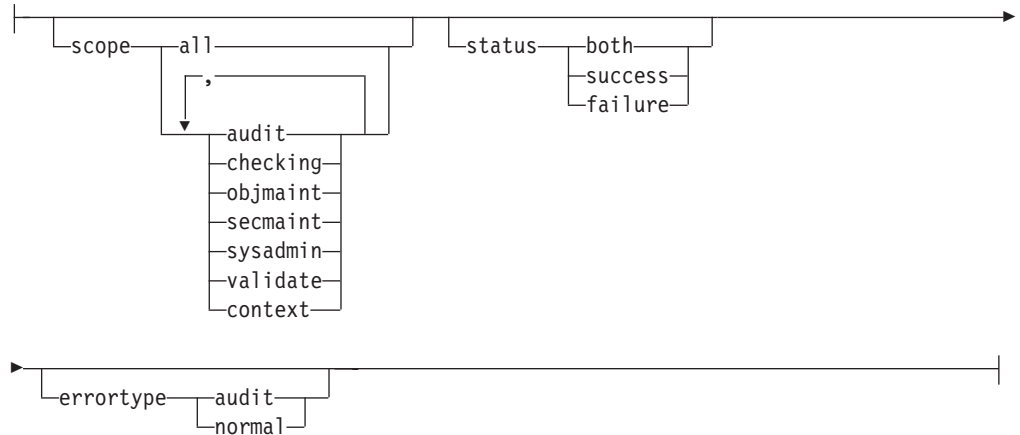 scope all status both
, success
failure
audit
checking
objmaint
secmaint
sysadmin
validate
context
errortype audit
normal